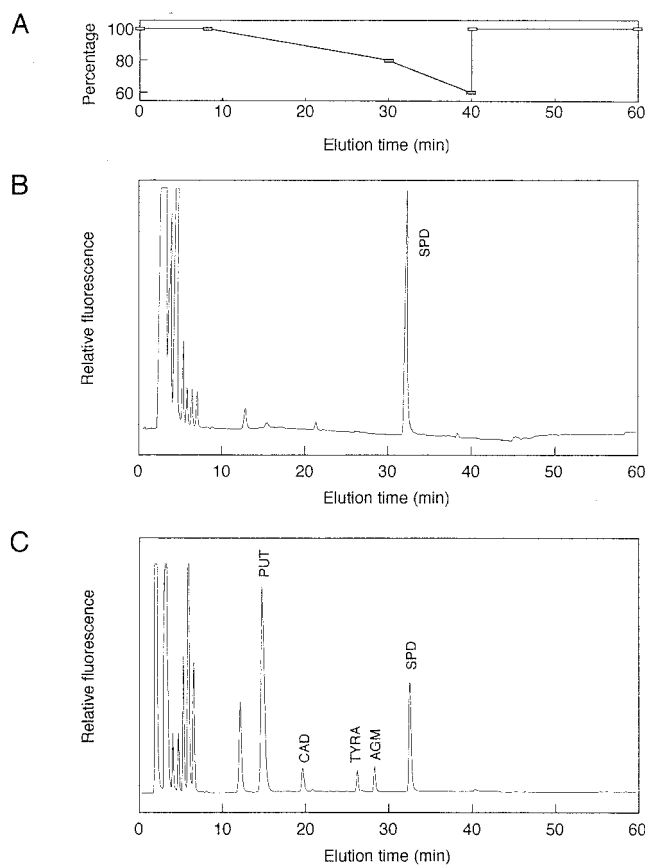 A
Percentage
100
80
60
0 10 20 30 40 50 60
Elution time (min)
B
Relative fluorescence
SPD
0 10 20 30 40 50 60
Elution time (min)
C
Relative fluorescence
PUT
CAD
TYRA
AGM
SPD
0 10 20 30 40 50 60
Elution time (min)